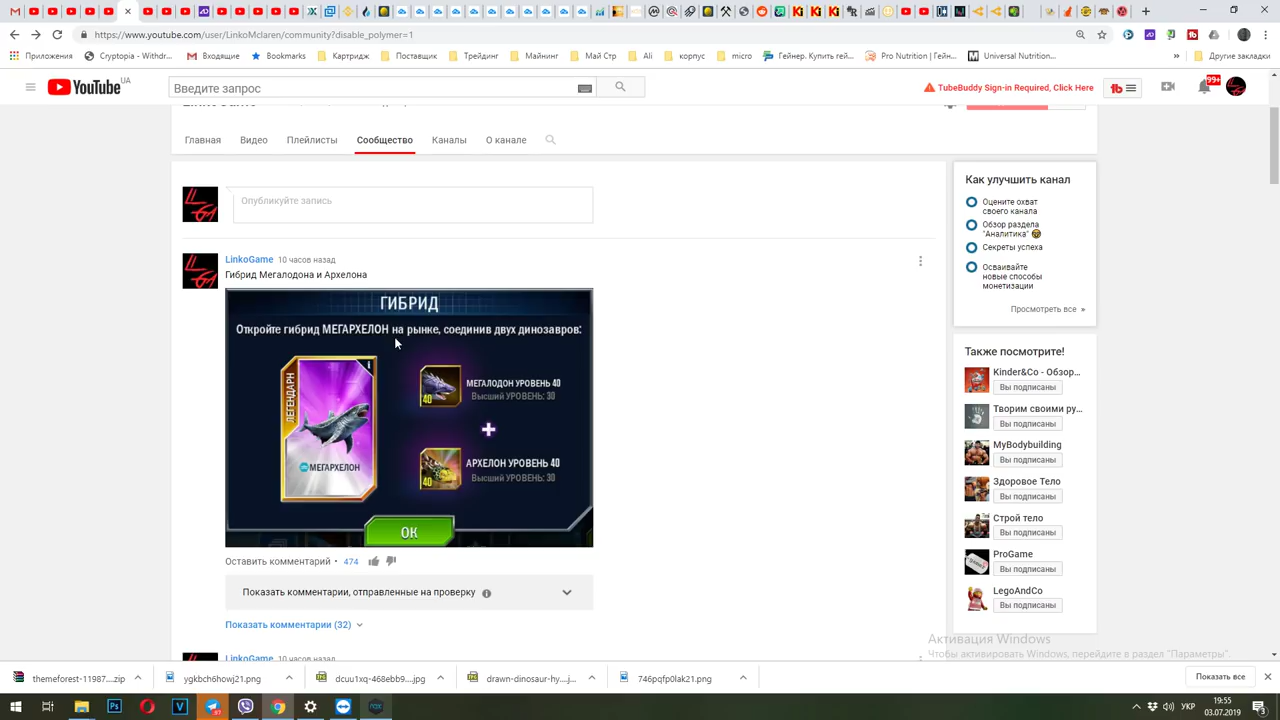 https://www.youtube.com/user/LinkoMclaren/community?disable_polymer=1
Приложения
Cryptopia - Withdr...
Bookmarks
Картридж
Поставщик
Трейдинг
Майнинг
Май Стр
Ali
корпус
micro
Гейнер. Купить гей...
Pro Nutrition | Гейн...
Universal Nutrition...
Другие закладки
YouTube
UA
Введите запрос
TubeBuddy Sign-in Required, Click Here
tb
99+
Главная
Видео
Плейлисты
Сообщество
Каналы
О канале
Опубликуйте запись
LinkoGame 10 часов назад
Гибрид Мегалодона и Архелона
ГИБРИД
Откройте гибрид МЕГАРХЕЛОН на рынке, соединив двух динозавров:
ЛЕГЕНДАРН
МЕГАРХЕЛОН
40
МЕГАЛОДОН УРОВЕНЬ 40
Высший УРОВЕНЬ: 30
40
АРХЕЛОН УРОВЕНЬ 40
Высший УРОВЕНЬ: 30
OK
Оставить комментарий • 474
Показать комментарии, отправленные на проверку
Показать комментарии (32)
LinkoGame 10 часов назад
Как улучшить канал
Оцените охват
своего канала
Обзор раздела
"Аналитика"
Секреты успеха
Осваивайте
новые способы
монетизации
Просмотреть все »
Также посмотрите!
Kinder&Co - Обзор...
Вы подписаны
Творим своими ру...
Вы подписаны
MyBodybuilding
Вы подписаны
Здоровое Тело
Вы подписаны
Строй тело
Вы подписаны
ProGame
Вы подписаны
LegoAndCo
Вы подписаны
Активация Windows
Чтобы активировать Windows, перейдите в раздел "Параметры".
themeforest-11987....zip
ygkbch6howj21.png
dcuu1xq-468ebb9....jpg
drawn-dinosaur-hy....j...
746pqfp0lak21.png
Показать все
УКР
19:55
03.07.2019